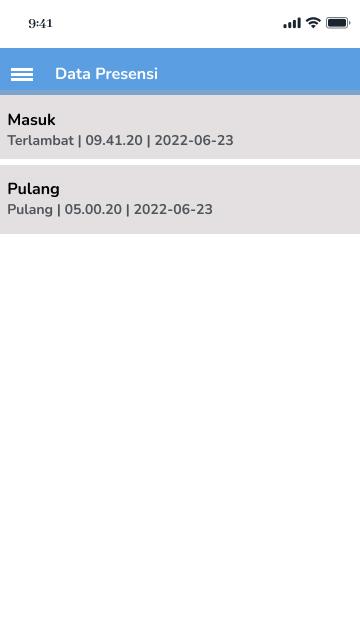 9:41
Data Presensi
Masuk
Terlambat | 09.41.20 | 2022-06-23
Pulang
Pulang | 05.00.20 | 2022-06-23